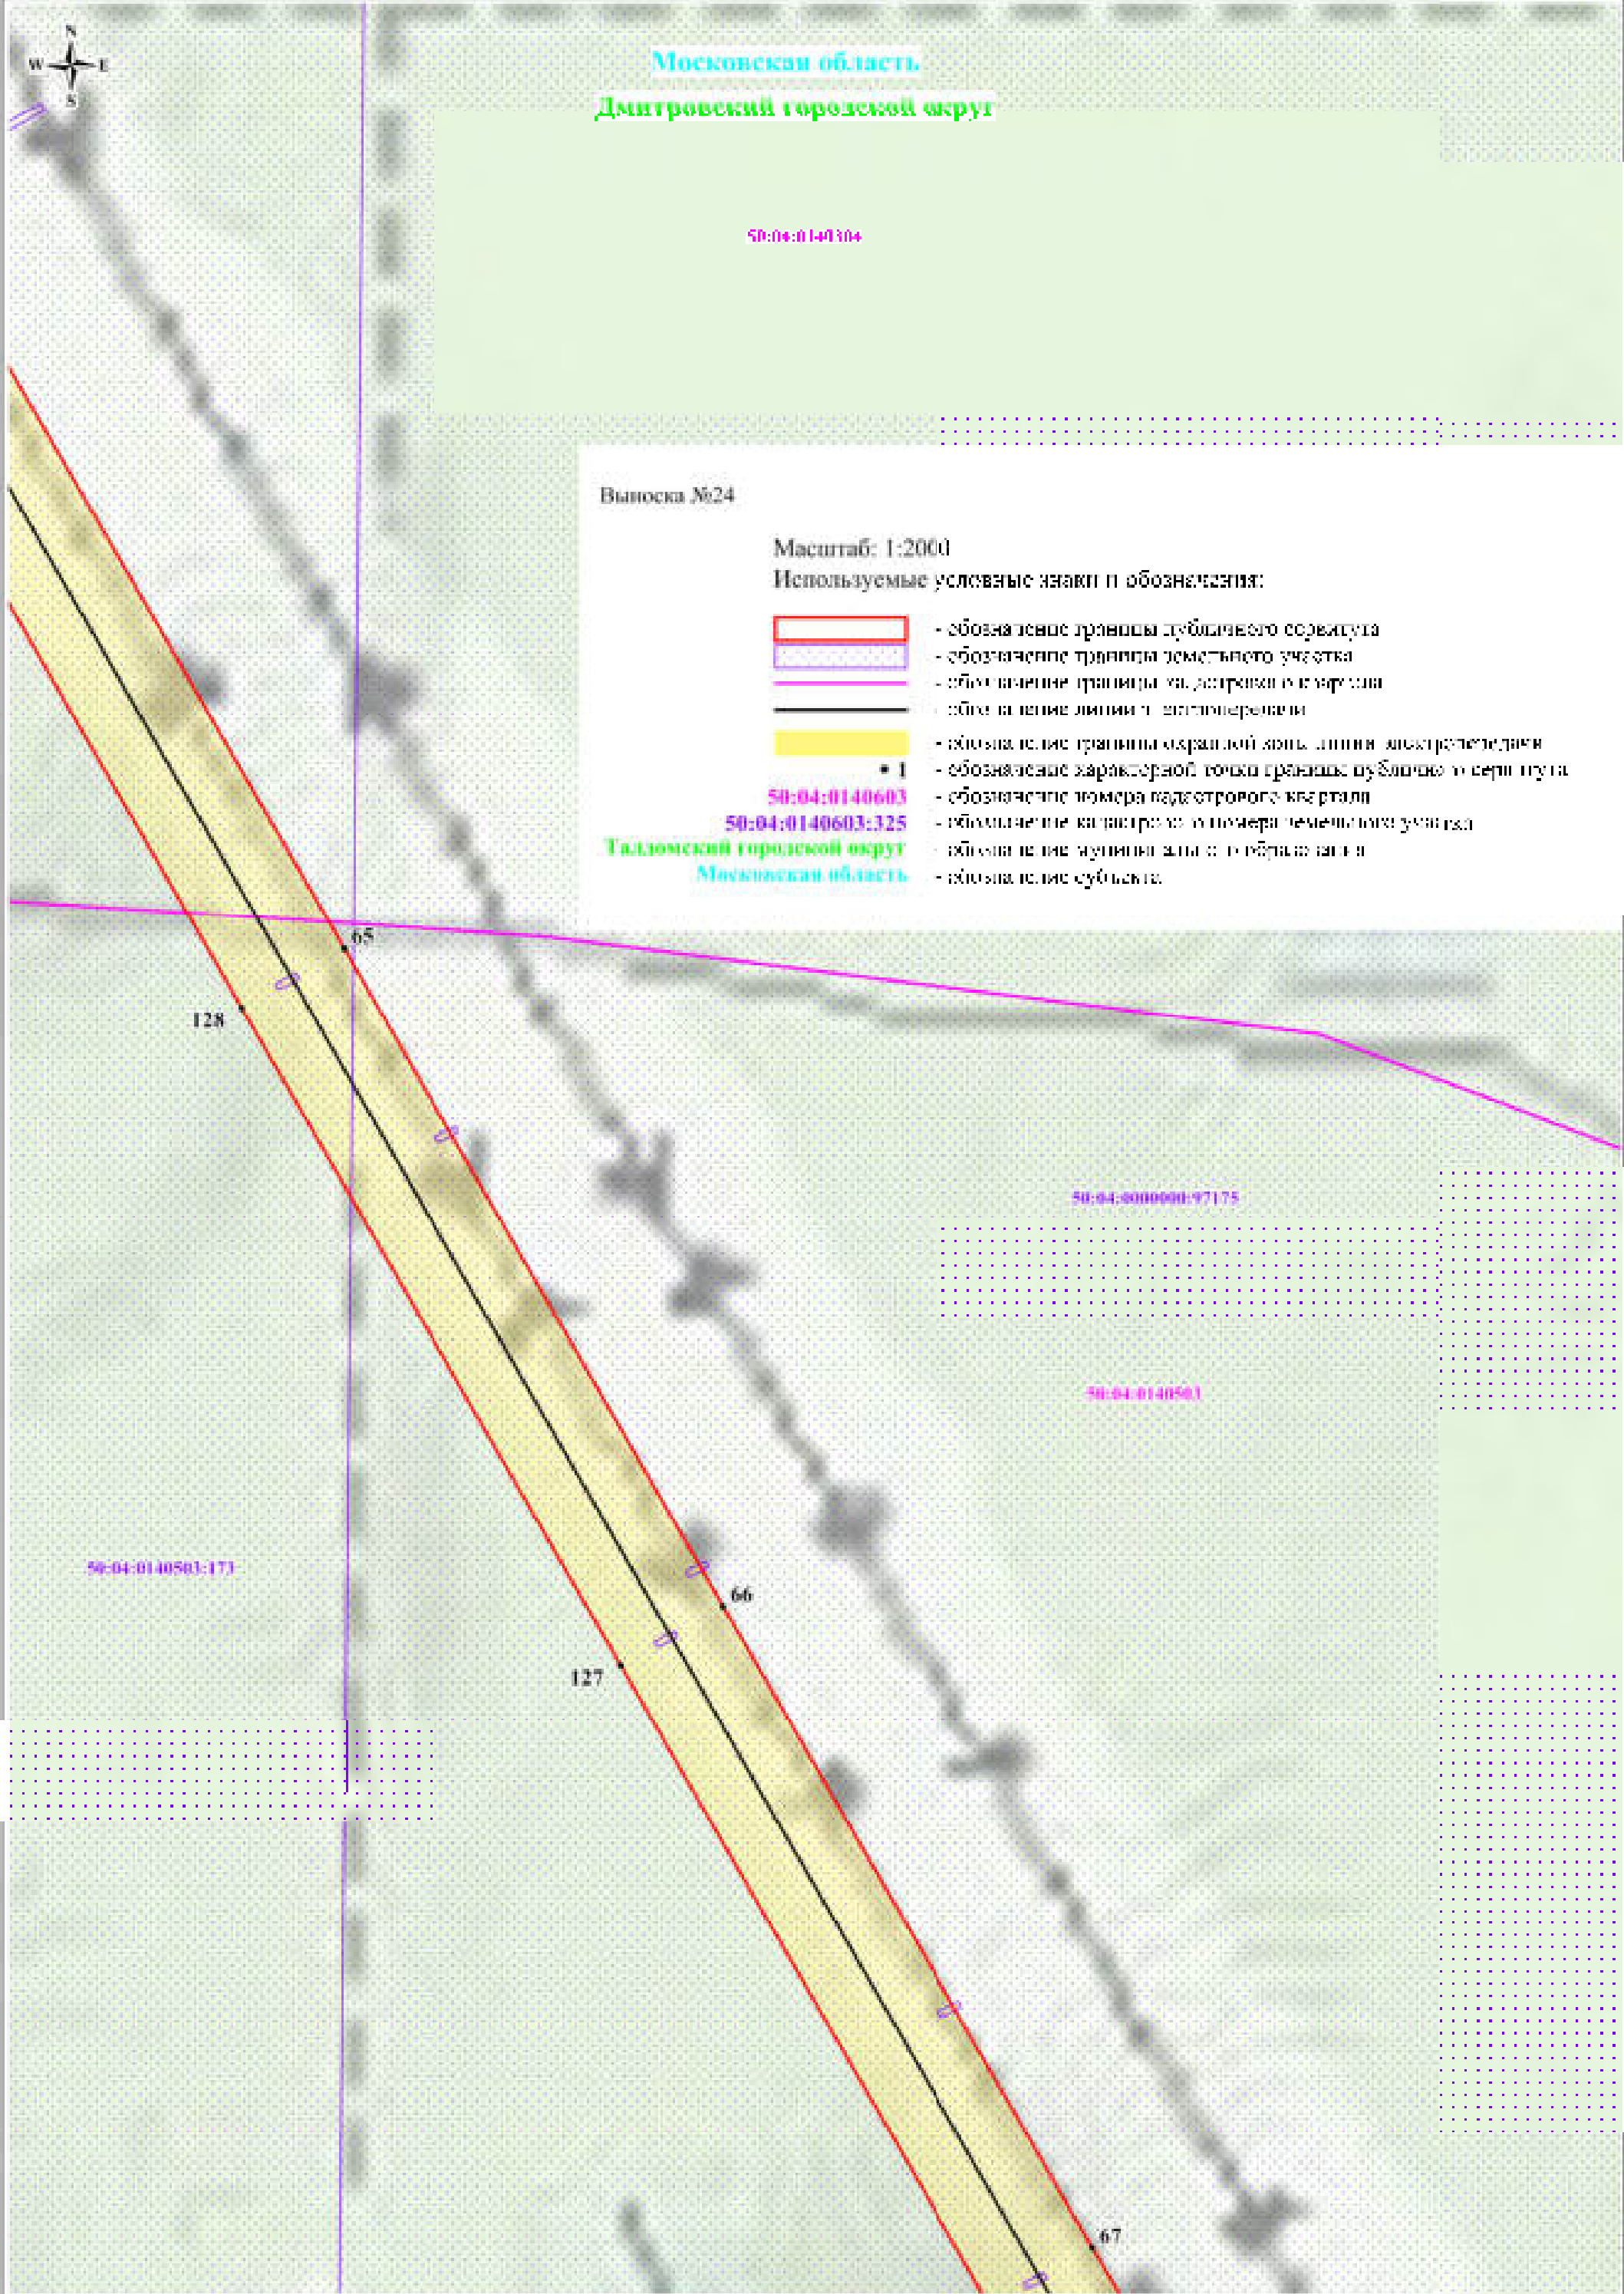 N
W E
S
Московская область
Дмитровский городской округ
50:04:0140304
Выноска №24
Масштаб: 1:2000
Используемые условные знаки и обозначения:
- обозначение границы публичного сервитута
- обозначение границы земельного участка
- обозначение границы кадастрового квартала
- обозначение линии электропередачи
- обозначение границы охранной зоны линии электропередачи
• 1 - обозначение характерной точки границы публичного сервитута
50:04:0140603 - обозначение номера кадастрового квартала
50:04:0140603:325 - обозначение кадастрового номера земельного участка
Талдомский городской округ - обозначение муниципального образования
Московская область - обозначение субъекта
65
128
50:04:0000000:97175
50:04:0140503
50:04:0140503:173
66
127
67